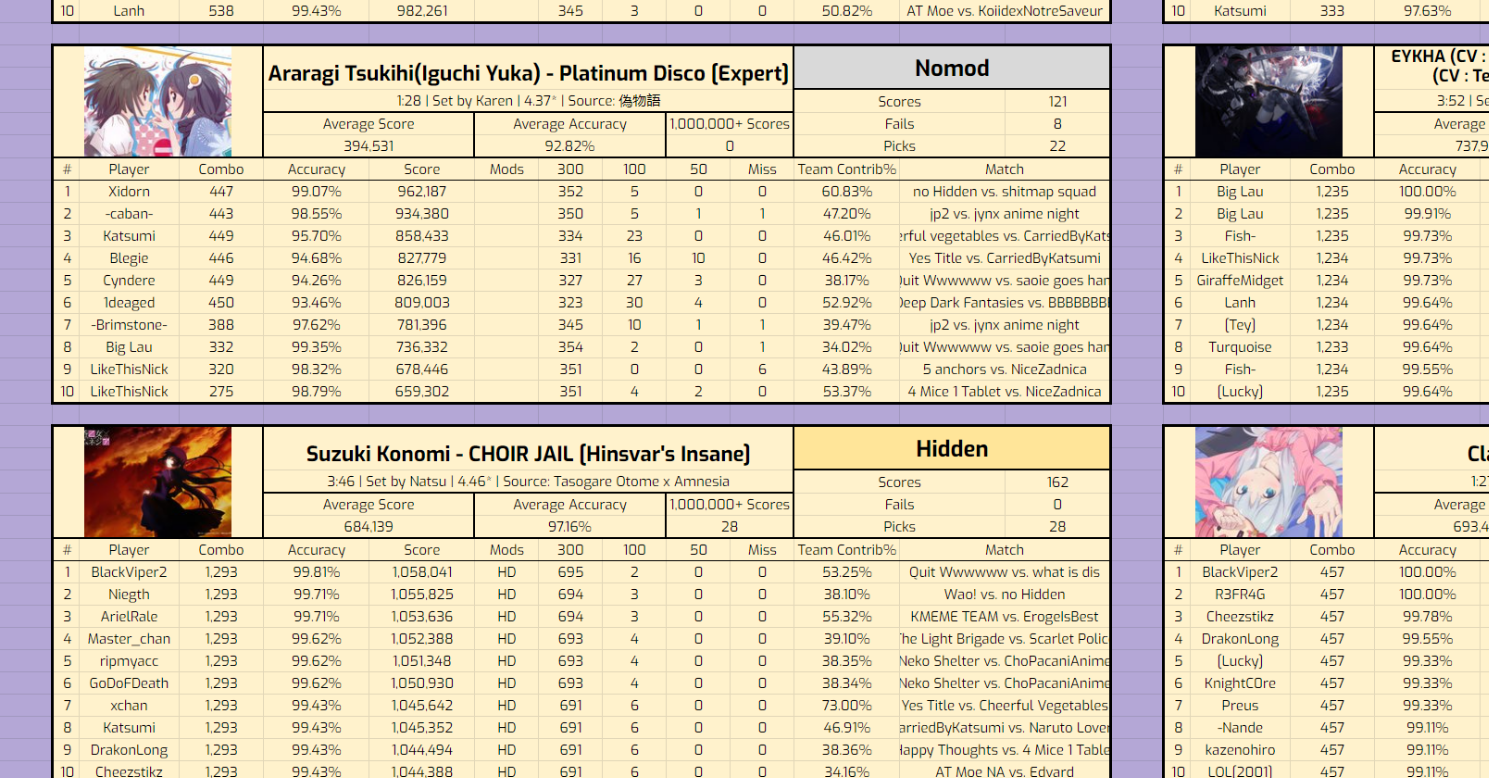 10 Lanh 538 99.43% 982,261 345 3 0 0 50.82% AT Moe vs. KoiidexNotreSaveur
10 Katsumi 333 97.63%
Araragi Tsukihi(Iguchi Yuka) - Platinum Disco [Expert]
Nomod
1:28 | Set by Karen | 4.37* | Source: 偽物語
Scores 121
Average Score Average Accuracy 1,000,000+ Scores
Fails 8
394,531 92.82% 0
Picks 22
# Player Combo Accuracy Score Mods 300 100 50 Miss Team Contrib% Match
1 Xidorn 447 99.07% 962,187 352 5 0 0 60.83% no Hidden vs. shitmap squad
2 -caban- 443 98.55% 934,380 350 5 1 1 47.20% jp2 vs. jynx anime night
3 Katsumi 449 95.70% 858,433 334 23 0 0 46.01% erful vegetables vs. CarriedByKats
4 Blegie 446 94.68% 827,779 331 16 10 0 46.42% Yes Title vs. CarriedByKatsumi
5 Cyndere 450 94.26% 826,159 327 27 3 0 38.17% Quit Wwwwww vs. saoie goes han
6 1deaged 450 93.46% 809,003 323 30 4 0 52.92% Deep Dark Fantasies vs. BBBBBBBB
7 -Brimstone- 388 97.62% 781,396 345 10 1 1 39.47% jp2 vs. jynx anime night
8 Big Lau 332 99.35% 736,332 354 2 0 1 34.02% Quit Wwwwww vs. saoie goes han
9 LikeThisNick 320 98.32% 678,446 351 0 0 6 43.89% 5 anchors vs. NiceZadnica
10 LikeThisNick 275 98.79% 659,302 351 4 2 0 53.37% 4 Mice 1 Tablet vs. NiceZadnica
EYKHA (CV :
(CV : Te
3:52 | Se
Average
737,9
# Player Combo Accuracy
1 Big Lau 1,235 100.00%
2 Big Lau 1,235 99.91%
3 Fish- 1,235 99.73%
4 LikeThisNick 1,234 99.73%
5 GiraffeMidget 1,234 99.73%
6 Lanh 1,234 99.64%
7 [Tey] 1,234 99.64%
8 Turquoise 1,233 99.64%
9 Fish- 1,234 99.55%
10 [Lucky] 1,235 99.64%
Suzuki Konomi - CHOIR JAIL [Hinsvar's Insane]
Hidden
3:46 | Set by Natsu | 4.46* | Source: Tasogare Otome x Amnesia
Scores 162
Average Score Average Accuracy 1,000,000+ Scores
Fails 0
684,139 97.16% 28
Picks 28
# Player Combo Accuracy Score Mods 300 100 50 Miss Team Contrib% Match
1 BlackViper2 1,293 99.81% 1,058,041 HD 695 2 0 0 53.25% Quit Wwwwww vs. what is dis
2 Niegth 1,293 99.71% 1,055,825 HD 694 3 0 0 38.10% Wao! vs. no Hidden
3 ArielRale 1,293 99.71% 1,053,636 HD 694 3 0 0 55.32% KMEME TEAM vs. ErogeIsBest
4 Master_chan 1,293 99.62% 1,052,388 HD 693 4 0 0 39.10% The Light Brigade vs. Scarlet Polic
5 ripmyacc 1,293 99.62% 1,051,348 HD 693 4 0 0 38.35% Neko Shelter vs. ChoPacaniAnime
6 GoDoFDeath 1,293 99.62% 1,050,930 HD 693 4 0 0 38.34% Neko Shelter vs. ChoPacaniAnime
7 xchan 1,293 99.43% 1,045,642 HD 691 6 0 0 73.00% Yes Title vs. Cheerful Vegetables
8 Katsumi 1,293 99.43% 1,045,352 HD 691 6 0 0 46.91% arriedByKatsumi vs. Naruto Lover
9 DrakonLong 1,293 99.43% 1,044,494 HD 691 6 0 0 38.36% Happy Thoughts vs. 4 Mice 1 Table
10 Cheezstikz 1,293 99.43% 1,044,388 HD 691 6 0 0 34.16% AT Moe NA vs. Edvard
Cla
1:27
Average
693,4
# Player Combo Accuracy
1 BlackViper2 457 100.00%
2 R3FR4G 457 100.00%
3 Cheezstikz 457 99.78%
4 DrakonLong 457 99.55%
5 [Lucky] 457 99.33%
6 KnightC0re 457 99.33%
7 Preus 457 99.33%
8 -Nande 457 99.11%
9 kazenohiro 457 99.11%
10 LOL[2001] 457 99.11%